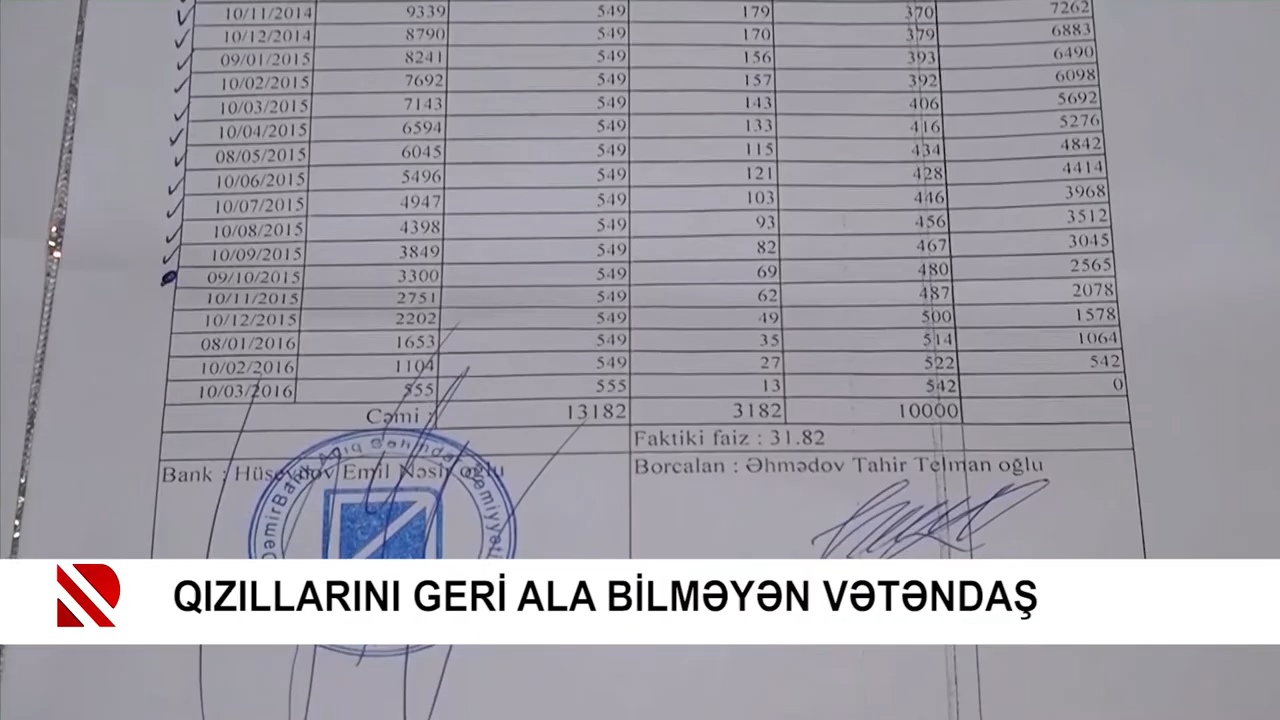 10/11/2014 9339 549 179 370 7262
10/12/2014 8790 549 170 379 6883
09/01/2015 8241 549 156 393 6490
10/02/2015 7692 549 157 392 6098
10/03/2015 7143 549 143 406 5692
10/04/2015 6594 549 133 416 5276
08/05/2015 6045 549 115 434 4842
10/06/2015 5496 549 121 428 4414
10/07/2015 4947 549 103 446 3968
10/08/2015 4398 549 93 456 3512
10/09/2015 3849 549 82 467 3045
09/10/2015 3300 549 69 480 2565
10/11/2015 2751 549 62 487 2078
10/12/2015 2202 549 49 500 1578
08/01/2016 1653 549 35 514 1064
10/02/2016 1104 549 27 522 542
10/03/2016 555 555 13 542 0
Cəmi : 13182 3182 10000
Faktiki faiz : 31.82
Bank : Hüseynov Emil Nəsir oğlu
Borcalan : Əhmədov Tahir Telman oğlu
DəmirBank Açıq Səhmdar Cəmiyyəti
QIZILLARINI GERİ ALA BİLMƏYƏN VƏTƏNDAŞ